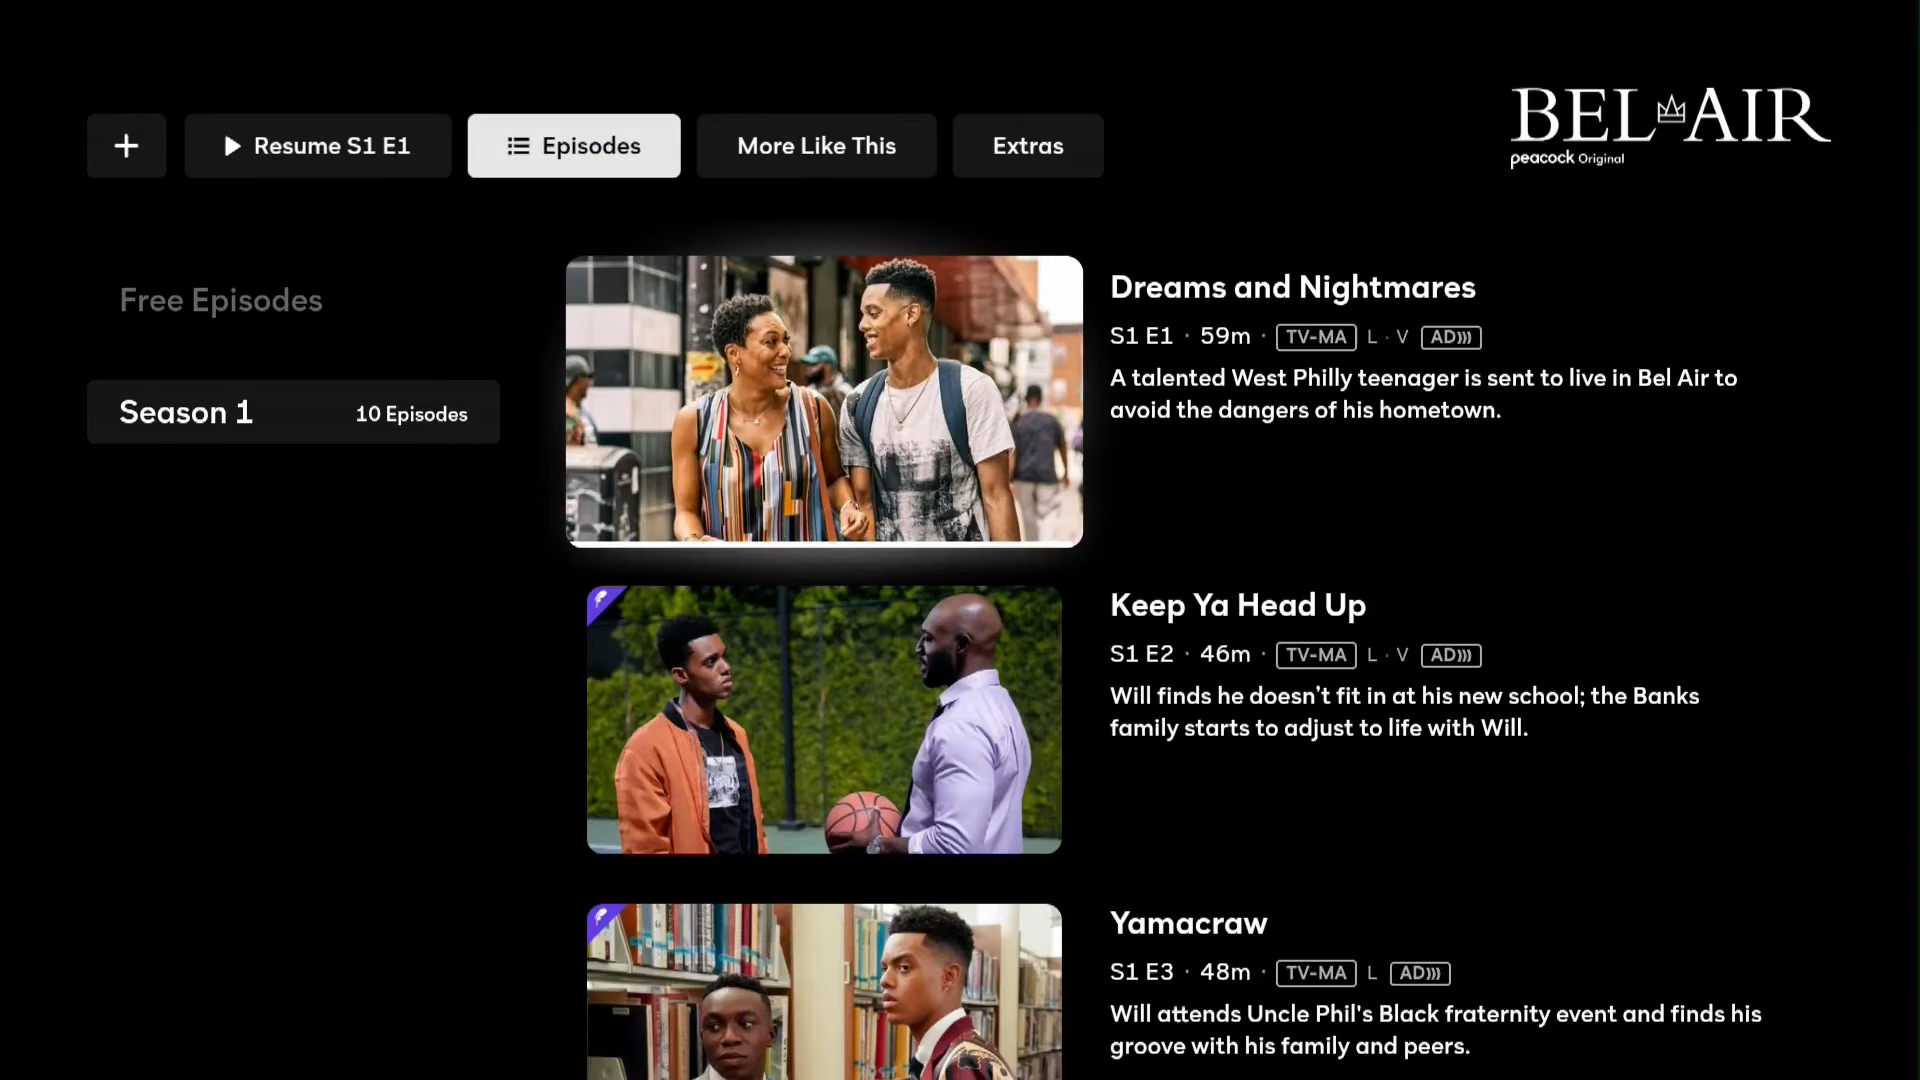 BEL AIR
peacock Original
+ Resume S1 E1 Episodes More Like This Extras
Free Episodes
Season 1 10 Episodes
Dreams and Nightmares
S1 E1 · 59m · TV-MA L · V AD)))
A talented West Philly teenager is sent to live in Bel Air to
avoid the dangers of his hometown.
Keep Ya Head Up
S1 E2 · 46m · TV-MA L · V AD)))
Will finds he doesn’t fit in at his new school; the Banks
family starts to adjust to life with Will.
Yamacraw
S1 E3 · 48m · TV-MA L AD)))
Will attends Uncle Phil's Black fraternity event and finds his
groove with his family and peers.